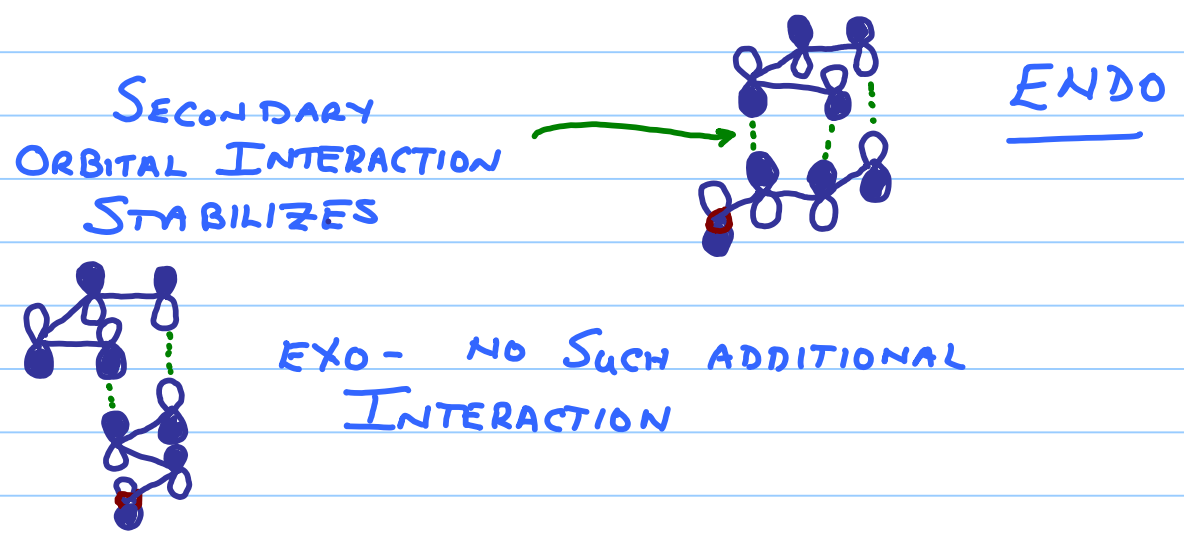 SECONDARY
ORBITAL INTERACTION
STABILIZES
ENDO
EXO- NO SUCH ADDITIONAL
INTERACTION